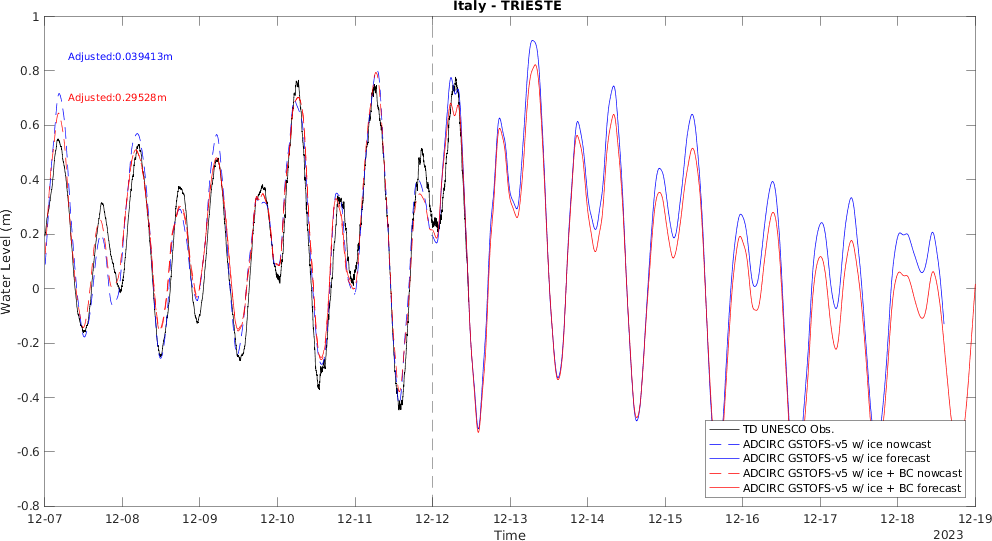 Italy - TRIESTE
Adjusted:0.039413m
Adjusted:0.29528m
Water Level (m)
1
0.8
0.6
0.4
0.2
0
-0.2
-0.4
-0.6
-0.8
TD UNESCO Obs.
ADCIRC GSTOFS-v5 w/ ice nowcast
ADCIRC GSTOFS-v5 w/ ice forecast
ADCIRC GSTOFS-v5 w/ ice + BC nowcast
ADCIRC GSTOFS-v5 w/ ice + BC forecast
12-07 12-08 12-09 12-10 12-11 12-12 12-13 12-14 12-15 12-16 12-17 12-18 12-19
Time
2023